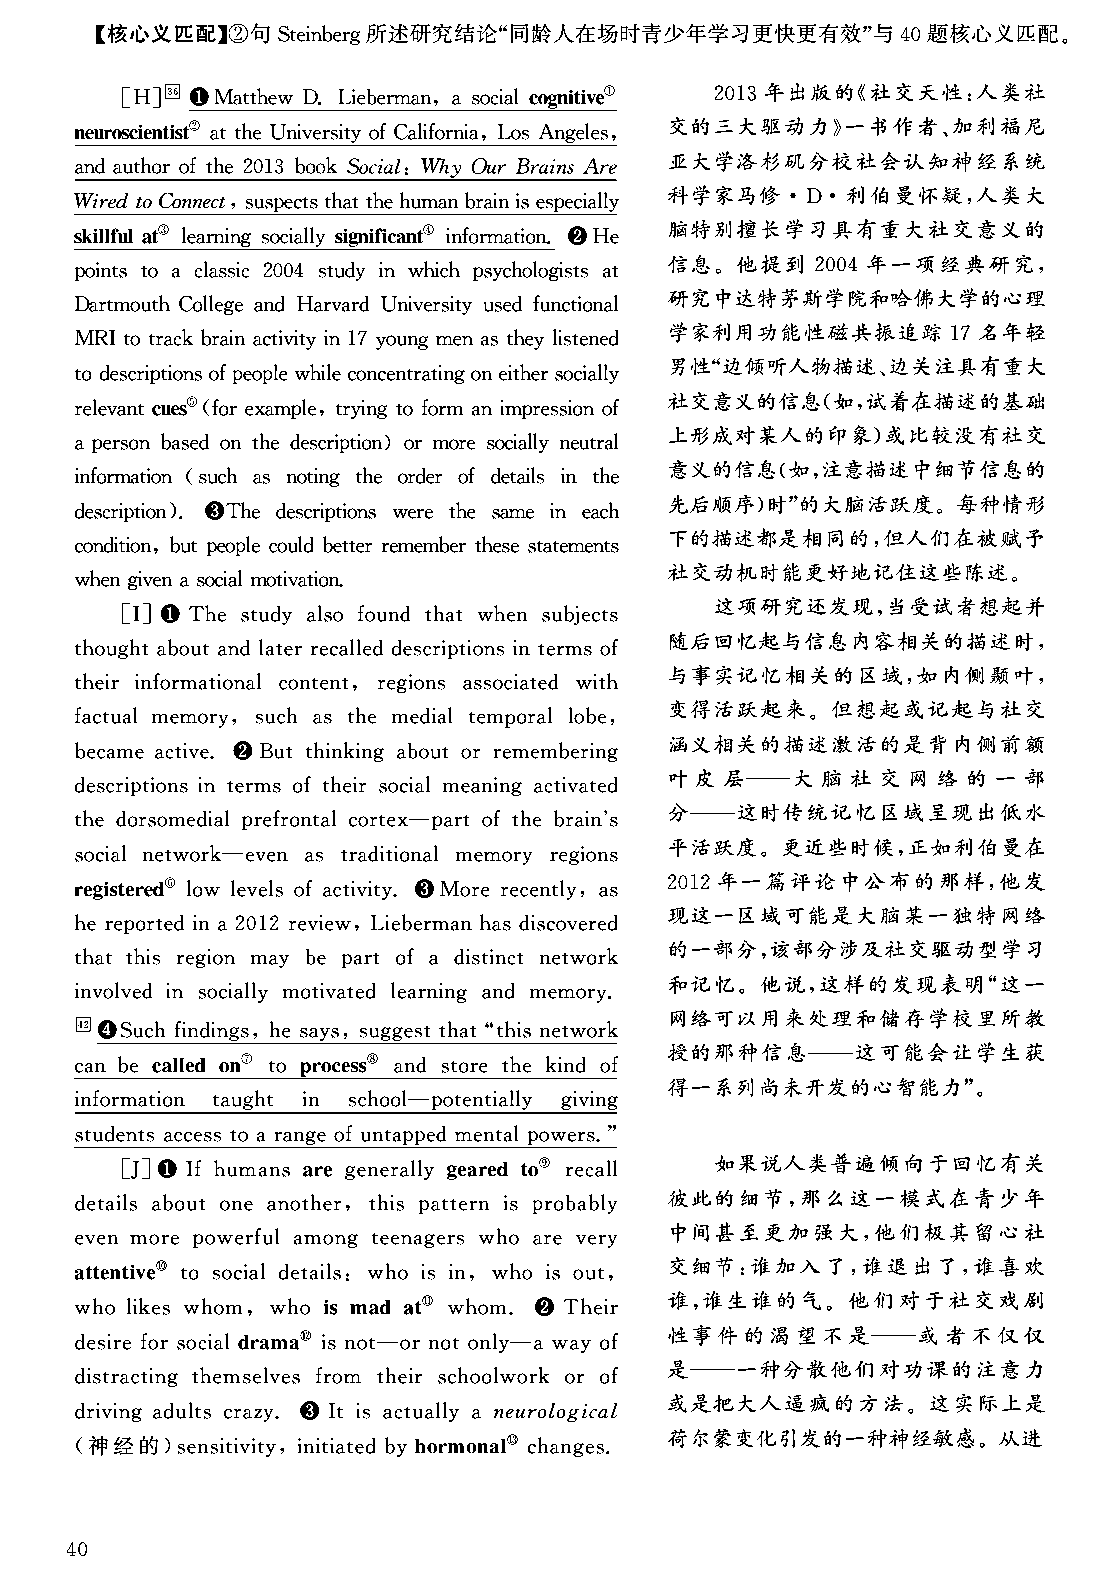 【核心义匹配】②句 Steinberg 所述研究结论“同龄人在场时青少年学习更快更有效”与 40 题核心义匹配。
[H]36 ❶Matthew D. Lieberman, a social cognitive①
neuroscientist② at the University of California, Los Angeles,
and author of the 2013 book Social: Why Our Brains Are
Wired to Connect, suspects that the human brain is especially
skillful at③ learning socially significant④ information. ❷He
points to a classic 2004 study in which psychologists at
Dartmouth College and Harvard University used functional
MRI to track brain activity in 17 young men as they listened
to descriptions of people while concentrating on either socially
relevant cues⑤(for example, trying to form an impression of
a person based on the description) or more socially neutral
information (such as noting the order of details in the
description). ❸The descriptions were the same in each
condition, but people could better remember these statements
when given a social motivation.
[I]❶ The study also found that when subjects
thought about and later recalled descriptions in terms of
their informational content, regions associated with
factual memory, such as the medial temporal lobe,
became active. ❷But thinking about or remembering
descriptions in terms of their social meaning activated
the dorsomedial prefrontal cortex—part of the brain's
social network—even as traditional memory regions
registered⑥ low levels of activity. ❸More recently, as
he reported in a 2012 review, Lieberman has discovered
that this region may be part of a distinct network
involved in socially motivated learning and memory.
42 ❹Such findings, he says, suggest that “this network
can be called on⑦ to process⑧ and store the kind of
information taught in school—potentially giving
students access to a range of untapped mental powers.”
[J]❶ If humans are generally geared to⑨ recall
details about one another, this pattern is probably
even more powerful among teenagers who are very
attentive⑩ to social details: who is in, who is out,
who likes whom, who is mad at⑪ whom. ❷ Their
desire for social drama⑫ is not—or not only—a way of
distracting themselves from their schoolwork or of
driving adults crazy. ❸ It is actually a neurological
(神经的)sensitivity, initiated by hormonal⑬ changes.
2013 年出版的《社交天性:人类社
交的三大驱动力》一书作者、加利福尼
亚大学洛杉矶分校社会认知神经系统
科学家马修·D·利伯曼怀疑,人类大
脑特别擅长学习具有重大社交意义的
信息。他提到 2004 年一项经典研究,
研究中达特茅斯学院和哈佛大学的心理
学家利用功能性磁共振追踪 17 名年轻
男性“边倾听人物描述、边关注具有重大
社交意义的信息(如,试着在描述的基础
上形成对某人的印象)或比较没有社交
意义的信息(如,注意描述中细节信息的
先后顺序)时”的大脑活跃度。每种情形
下的描述都是相同的,但人们在被赋予
社交动机时能更好地记住这些陈述。
这项研究还发现,当受试者想起并
随后回忆起与信息内容相关的描述时,
与事实记忆相关的区域,如内侧颞叶,
变得活跃起来。但想起或记起与社交
涵义相关的描述激活的是背内侧前额
叶皮层——大脑社交网络的一部
分——这时传统记忆区域呈现出低水
平活跃度。更近些时候,正如利伯曼在
2012 年一篇评论中公布的那样,他发
现这一区域可能是大脑某一独特网络
的一部分,该部分涉及社交驱动型学习
和记忆。他说,这样的发现表明“这一
网络可以用来处理和储存学校里所教
授的那种信息——这可能会让学生获
得一系列尚未开发的心智能力”。
如果说人类普遍倾向于回忆有关
彼此的细节,那么这一模式在青少年
中间甚至更加强大,他们极其留心社
交细节:谁加入了,谁退出了,谁喜欢
谁,谁生谁的气。他们对于社交戏剧
性事件的渴望不是——或者不仅仅
是——一种分散他们对功课的注意力
或是把大人逼疯的方法。这实际上是
荷尔蒙变化引发的一种神经敏感。从进
40